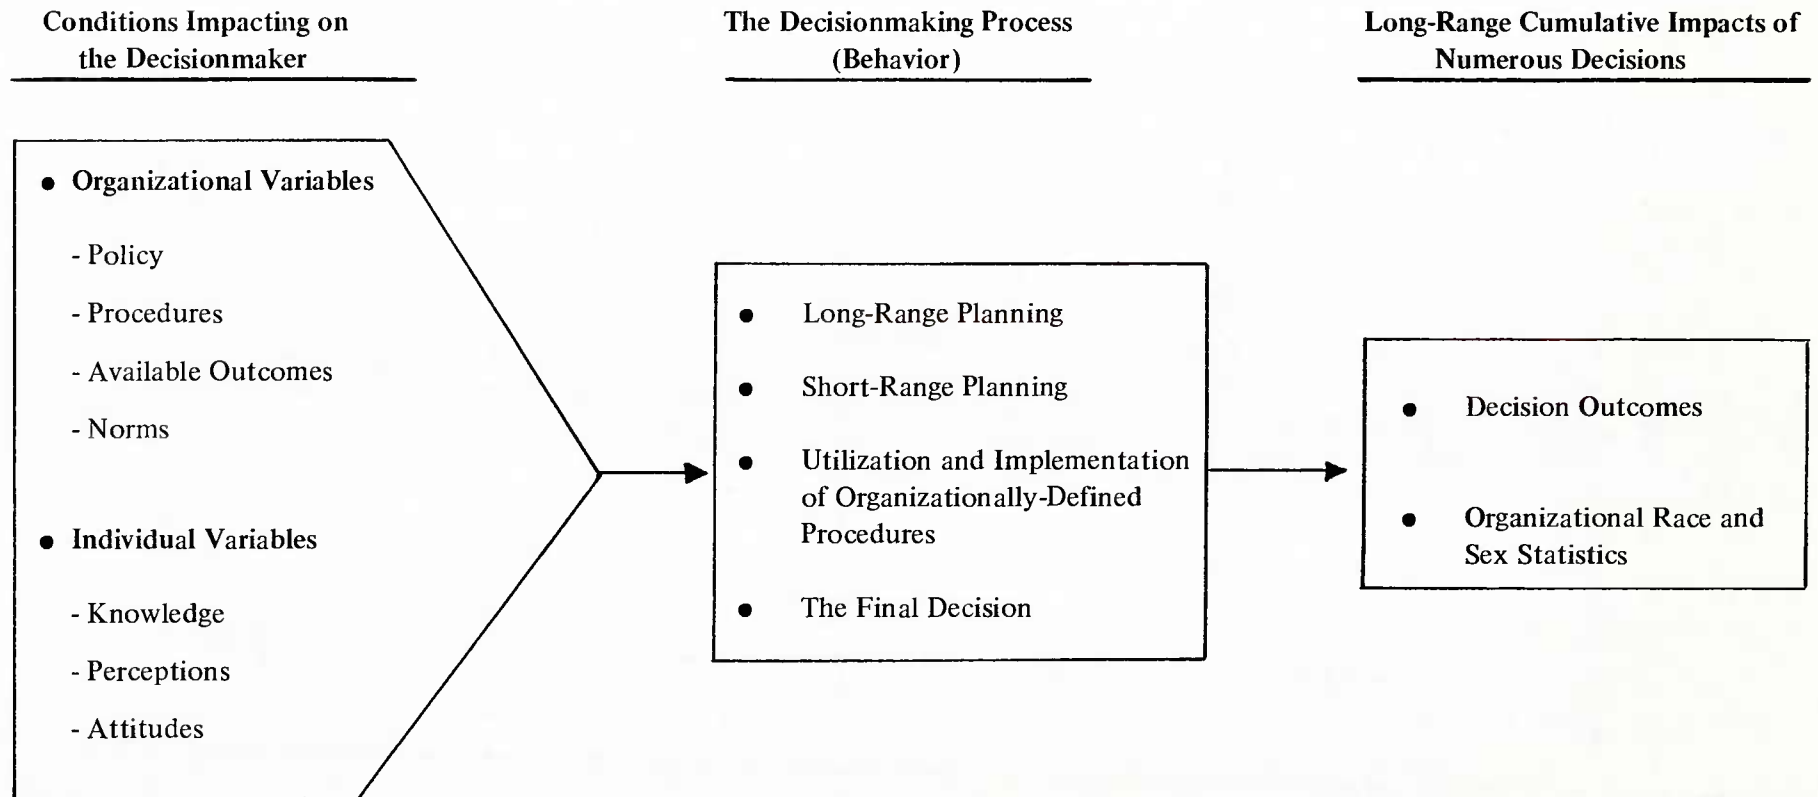 Conditions Impacting on
the Decisionmaker
The Decisionmaking Process
(Behavior)
Long-Range Cumulative Impacts of
Numerous Decisions
● Organizational Variables
- Policy
- Procedures
- Available Outcomes
- Norms
● Individual Variables
- Knowledge
- Perceptions
- Attitudes
● Long-Range Planning
● Short-Range Planning
● Utilization and Implementation
of Organizationally-Defined
Procedures
● The Final Decision
● Decision Outcomes
● Organizational Race and
Sex Statistics